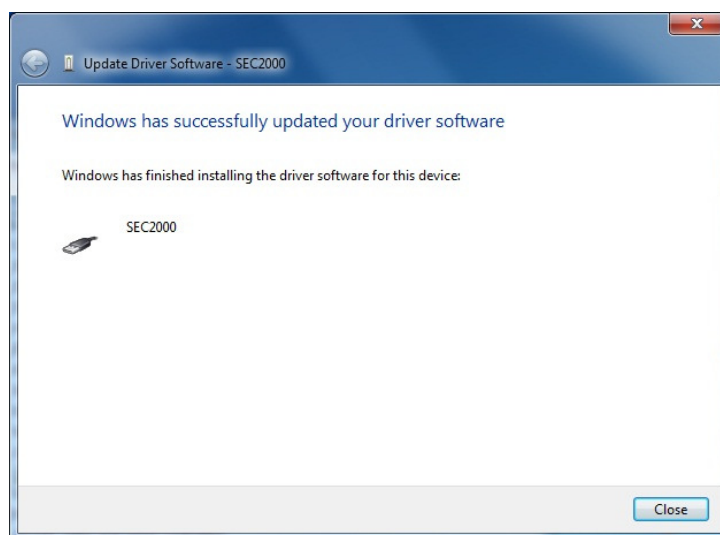 Update Driver Software - SEC2000
Windows has successfully updated your driver software
Windows has finished installing the driver software for this device:
SEC2000
Close